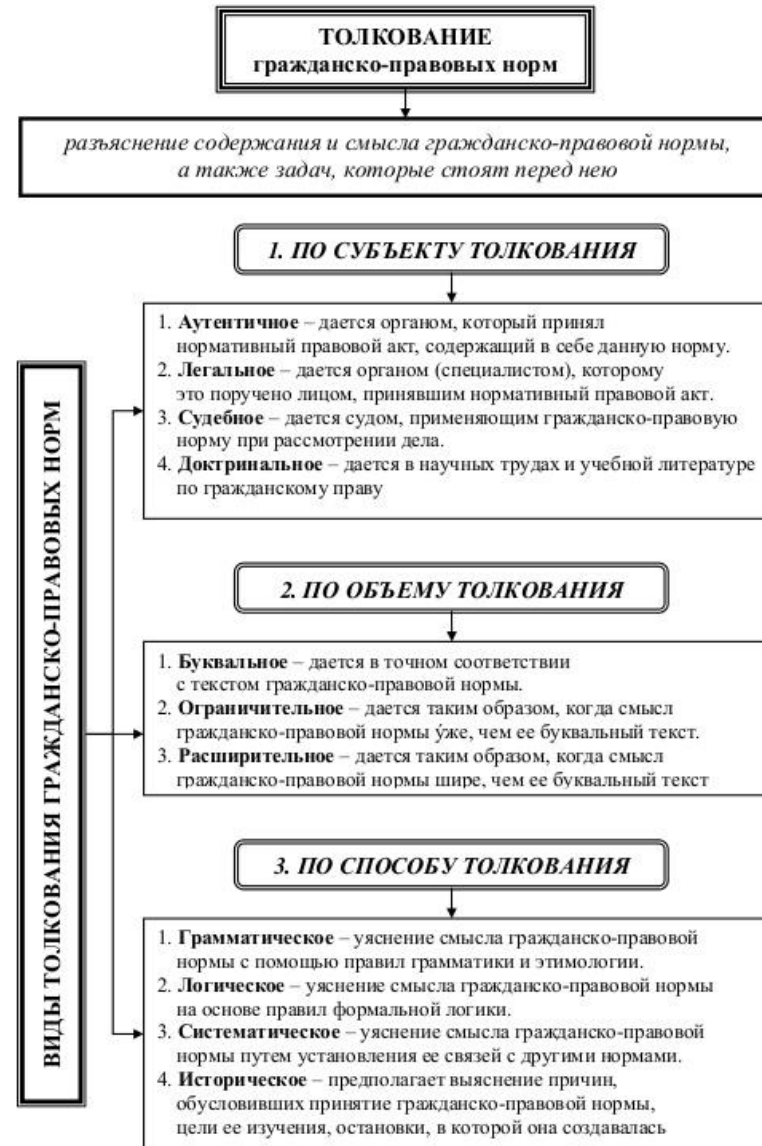 ТОЛКОВАНИЕ
гражданско-правовых норм
разъяснение содержания и смысла гражданско-правовой нормы,
а также задач, которые стоят перед нею
ВИДЫ ТОЛКОВАНИЯ ГРАЖДАНСКО-ПРАВОВЫХ НОРМ
1. ПО СУБЪЕКТУ ТОЛКОВАНИЯ
1. Аутентичное – дается органом, который принял
нормативный правовой акт, содержащий в себе данную норму.
2. Легальное – дается органом (специалистом), которому
это поручено лицом, принявшим нормативный правовой акт.
3. Судебное – дается судом, применяющим гражданско-правовую
норму при рассмотрении дела.
4. Доктринальное – дается в научных трудах и учебной литературе
по гражданскому праву
2. ПО ОБЪЕМУ ТОЛКОВАНИЯ
1. Буквальное – дается в точном соответствии
с текстом гражданско-правовой нормы.
2. Ограничительное – дается таким образом, когда смысл
гражданско-правовой нормы у́же, чем ее буквальный текст.
3. Расширительное – дается таким образом, когда смысл
гражданско-правовой нормы шире, чем ее буквальный текст
3. ПО СПОСОБУ ТОЛКОВАНИЯ
1. Грамматическое – уяснение смысла гражданско-правовой
нормы с помощью правил грамматики и этимологии.
2. Логическое – уяснение смысла гражданско-правовой нормы
на основе правил формальной логики.
3. Систематическое – уяснение смысла гражданско-правовой
нормы путем установления ее связей с другими нормами.
4. Историческое – предполагает выяснение причин,
обусловивших принятие гражданско-правовой нормы,
цели ее изучения, остановки, в которой она создавалась